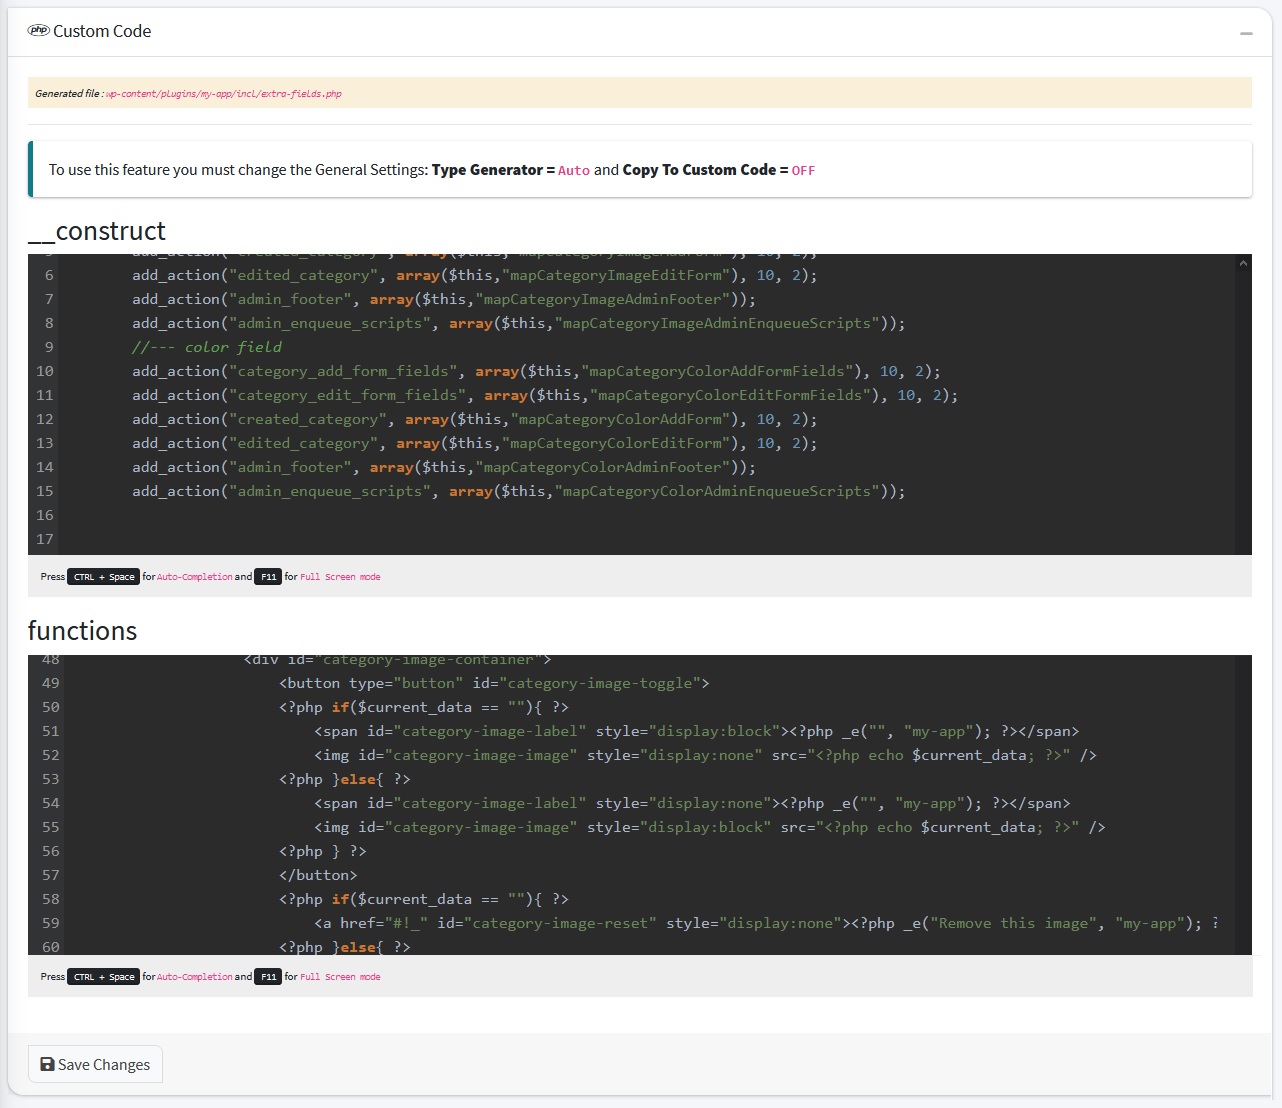 php Custom Code
Generated file : wp-content/plugins/my-app/incl/extra-fields.php
To use this feature you must change the General Settings: Type Generator = Auto and Copy To Custom Code = OFF
__construct
5 add_action("created_category", array($this,"mapCategoryImageAddForm"), 10, 2);
6 add_action("edited_category", array($this,"mapCategoryImageEditForm"), 10, 2);
7 add_action("admin_footer", array($this,"mapCategoryImageAdminFooter"));
8 add_action("admin_enqueue_scripts", array($this,"mapCategoryImageAdminEnqueueScripts"));
9 //--- color field
10 add_action("category_add_form_fields", array($this,"mapCategoryColorAddFormFields"), 10, 2);
11 add_action("category_edit_form_fields", array($this,"mapCategoryColorEditFormFields"), 10, 2);
12 add_action("created_category", array($this,"mapCategoryColorAddForm"), 10, 2);
13 add_action("edited_category", array($this,"mapCategoryColorEditForm"), 10, 2);
14 add_action("admin_footer", array($this,"mapCategoryColorAdminFooter"));
15 add_action("admin_enqueue_scripts", array($this,"mapCategoryColorAdminEnqueueScripts"));
16
17
Press CTRL + Space for Auto-Completion and F11 for Full Screen mode
functions
48 <div id="category-image-container">
49 <button type="button" id="category-image-toggle">
50 <?php if($current_data == ""){ ?>
51 <span id="category-image-label" style="display:block"><?php _e("", "my-app"); ?></span>
52 <img id="category-image-image" style="display:none" src="<?php echo $current_data; ?>" />
53 <?php }else{ ?>
54 <span id="category-image-label" style="display:none"><?php _e("", "my-app"); ?></span>
55 <img id="category-image-image" style="display:block" src="<?php echo $current_data; ?>" />
56 <?php } ?>
57 </button>
58 <?php if($current_data == ""){ ?>
59 <a href="#!_" id="category-image-reset" style="display:none"><?php _e("Remove this image", "my-app"); ?
60 <?php }else{ ?>
Press CTRL + Space for Auto-Completion and F11 for Full Screen mode
Save Changes